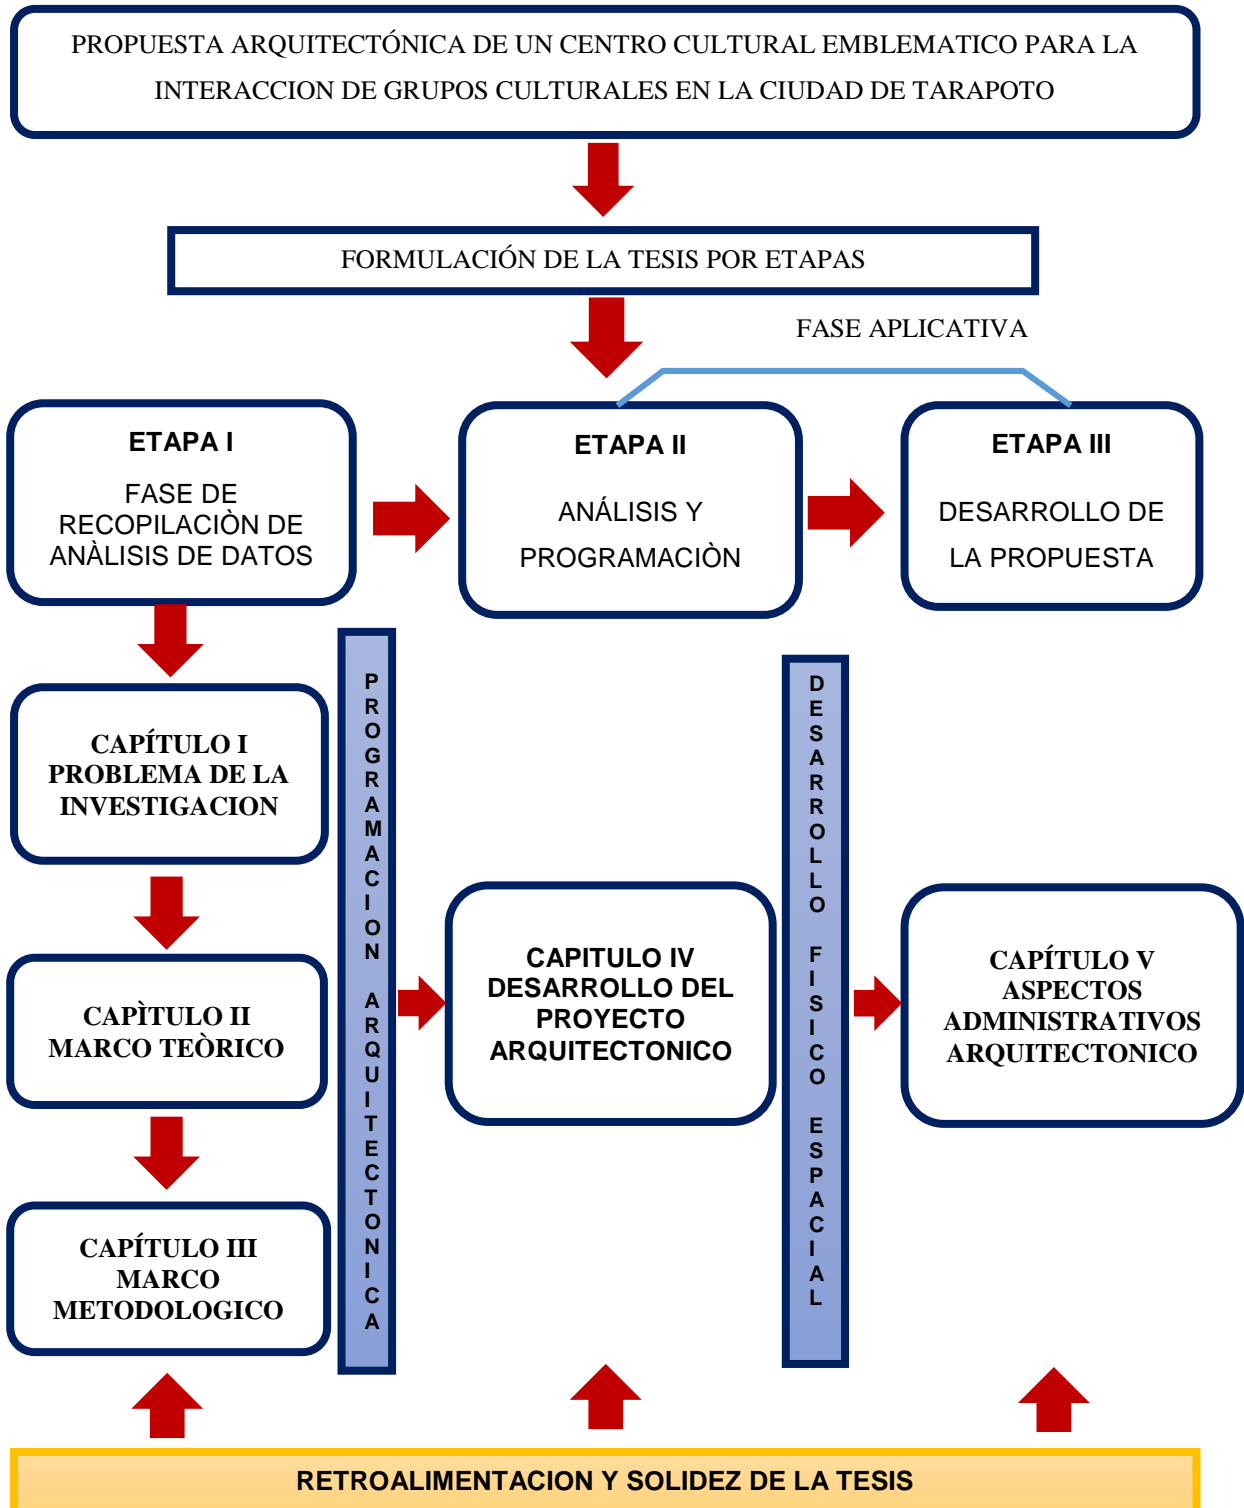 PROPUESTA ARQUITECTÓNICA DE UN CENTRO CULTURAL EMBLEMATICO PARA LA
INTERACCION DE GRUPOS CULTURALES EN LA CIUDAD DE TARAPOTO
FORMULACIÓN DE LA TESIS POR ETAPAS
FASE APLICATIVA
ETAPA I
FASE DE
RECOPILACIÒN DE
ANÀLISIS DE DATOS
ETAPA II
ANÁLISIS Y
PROGRAMACIÒN
ETAPA III
DESARROLLO DE
LA PROPUESTA
CAPÍTULO I
PROBLEMA DE LA
INVESTIGACION
CAPÌTULO II
MARCO TEÒRICO
CAPÍTULO III
MARCO
METODOLOGICO
PROGRAMACION ARQUITECTONICA
CAPITULO IV
DESARROLLO DEL
PROYECTO
ARQUITECTONICO
DESARROLLO FISICO ESPACIAL
CAPÍTULO V
ASPECTOS
ADMINISTRATIVOS
ARQUITECTONICO
RETROALIMENTACION Y SOLIDEZ DE LA TESIS